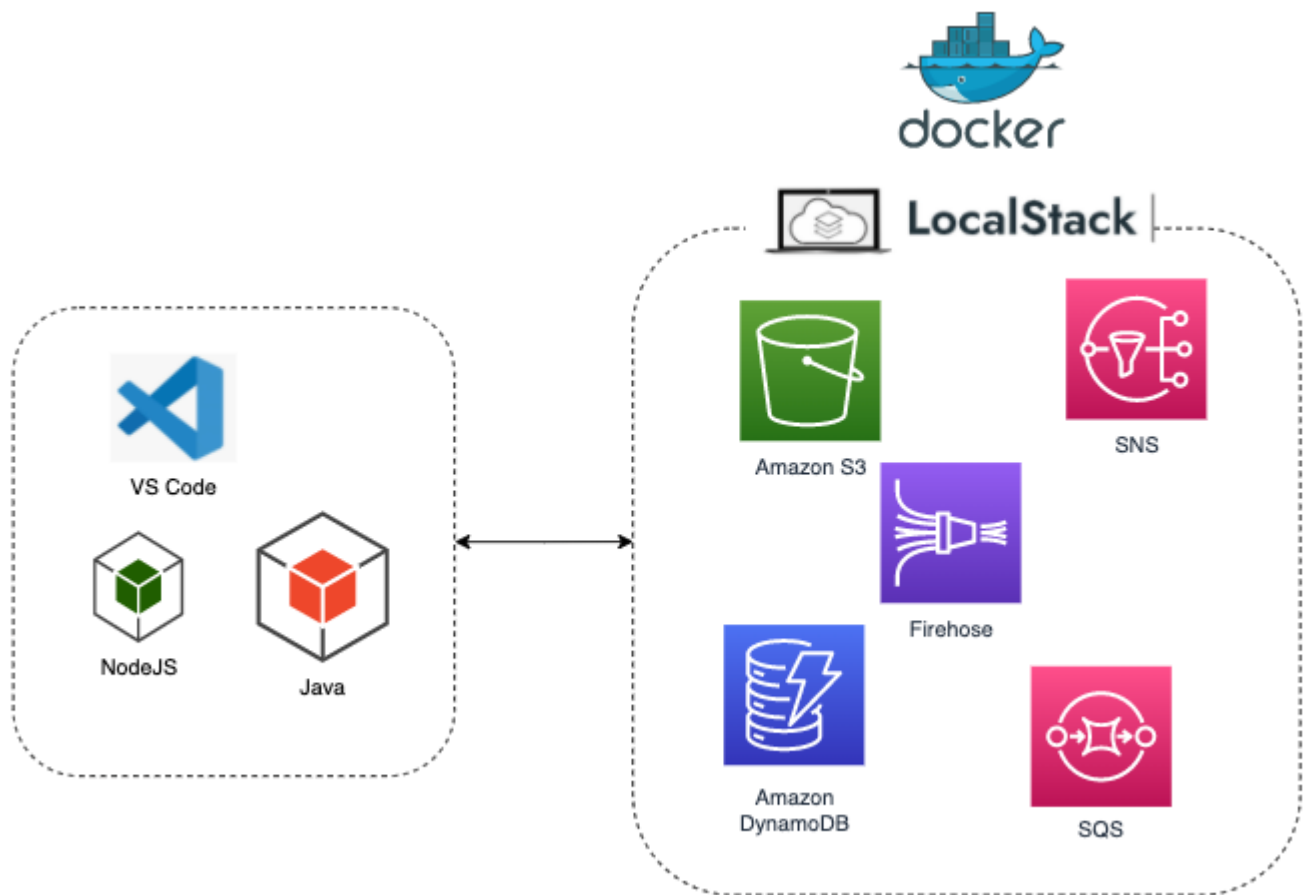 docker
LocalStack
VS Code
NodeJS
Java
Amazon S3
SNS
Firehose
Amazon
DynamoDB
SQS